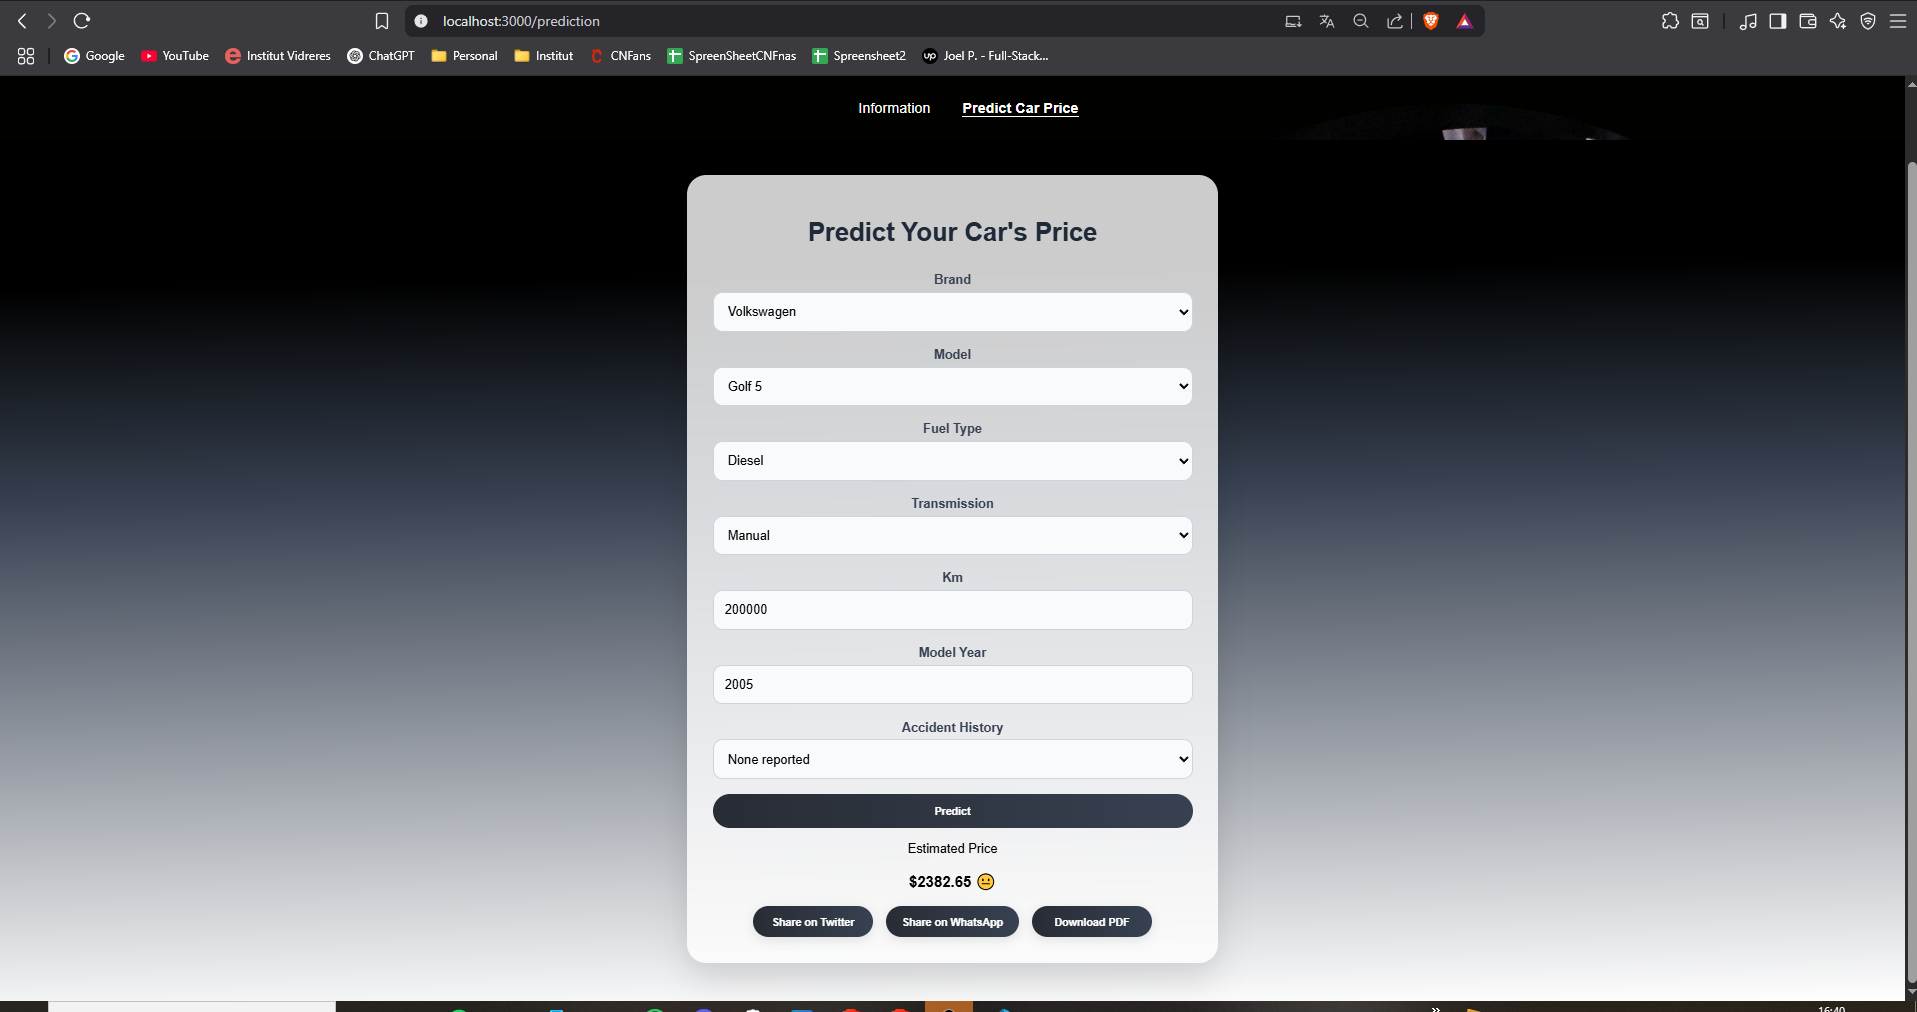 localhost:3000/prediction
Google YouTube Institut Vidreres ChatGPT Personal Institut CNFans SpreenSheetCNFnas Spreensheet2 Joel P. - Full-Stack...
Information Predict Car Price
Predict Your Car's Price
Brand
Volkswagen
Model
Golf 5
Fuel Type
Diesel
Transmission
Manual
Km
200000
Model Year
2005
Accident History
None reported
Predict
Estimated Price
$2382.65
Share on Twitter Share on WhatsApp Download PDF
16:40